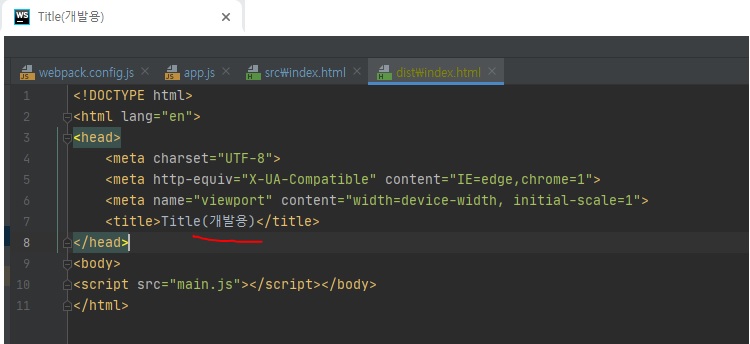 WS Title(개발용)
webpack.config.js app.js src₩index.html dist₩index.html
1 <!DOCTYPE html>
2 <html lang="en">
3 <head>
4 <meta charset="UTF-8">
5 <meta http-equiv="X-UA-Compatible" content="IE=edge,chrome=1">
6 <meta name="viewport" content="width=device-width, initial-scale=1">
7 <title>Title(개발용)</title>
8 </head>
9 <body>
10 <script src="main.js"></script></body>
11 </html>